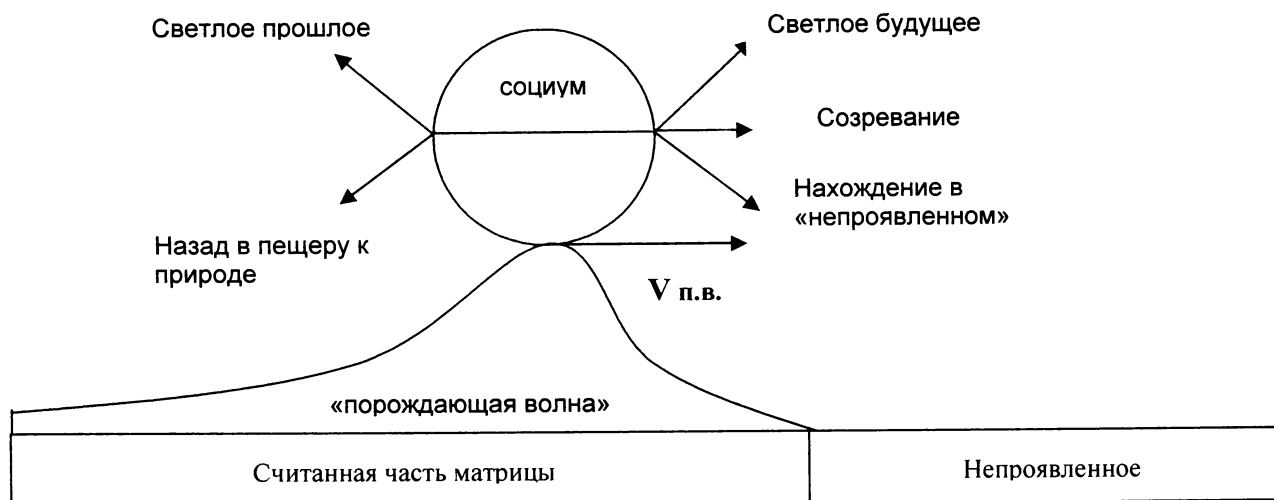 Светлое прошлое
Светлое будущее
социум
Созревание
Нахождение в
«непроявленном»
Назад в пещеру к
природе
V п.в.
«порождающая волна»
Считанная часть матрицы
Непроявленное